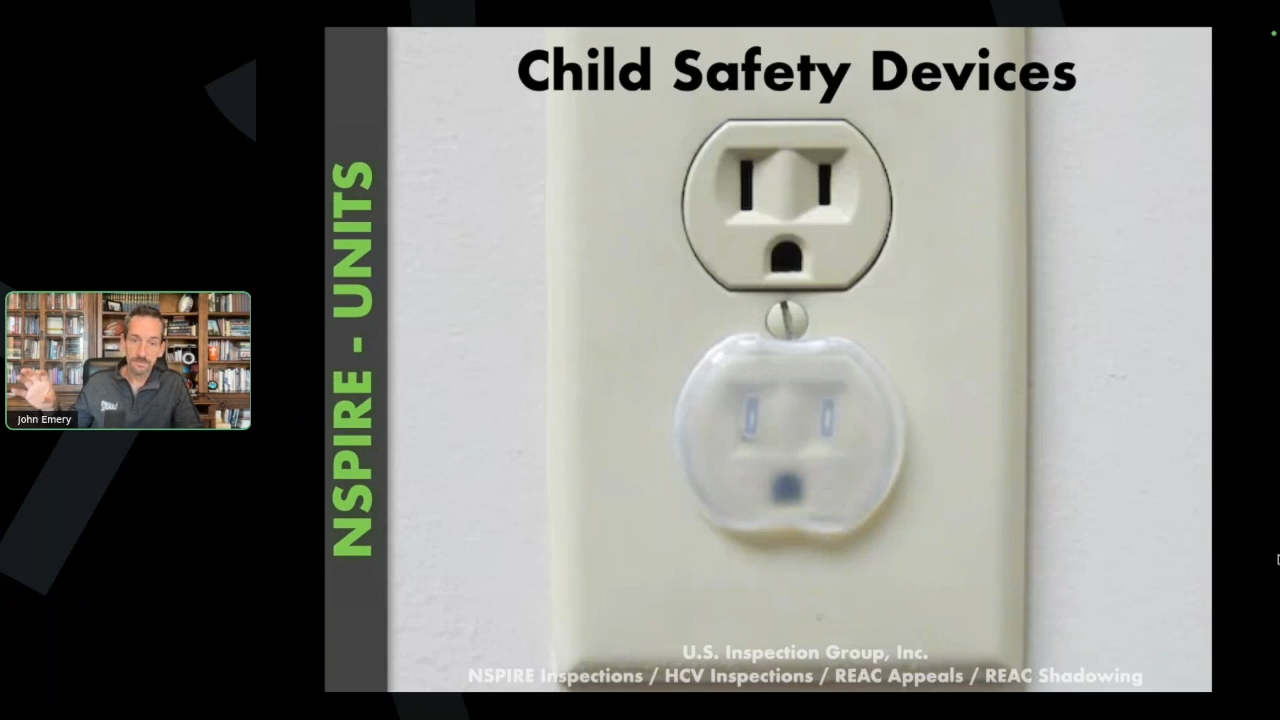 Child Safety Devices
NSPIRE - UNITS
John Emery
U.S. Inspection Group, Inc.
NSPIRE Inspections / HCV Inspections / REAC Appeals / REAC Shadowing